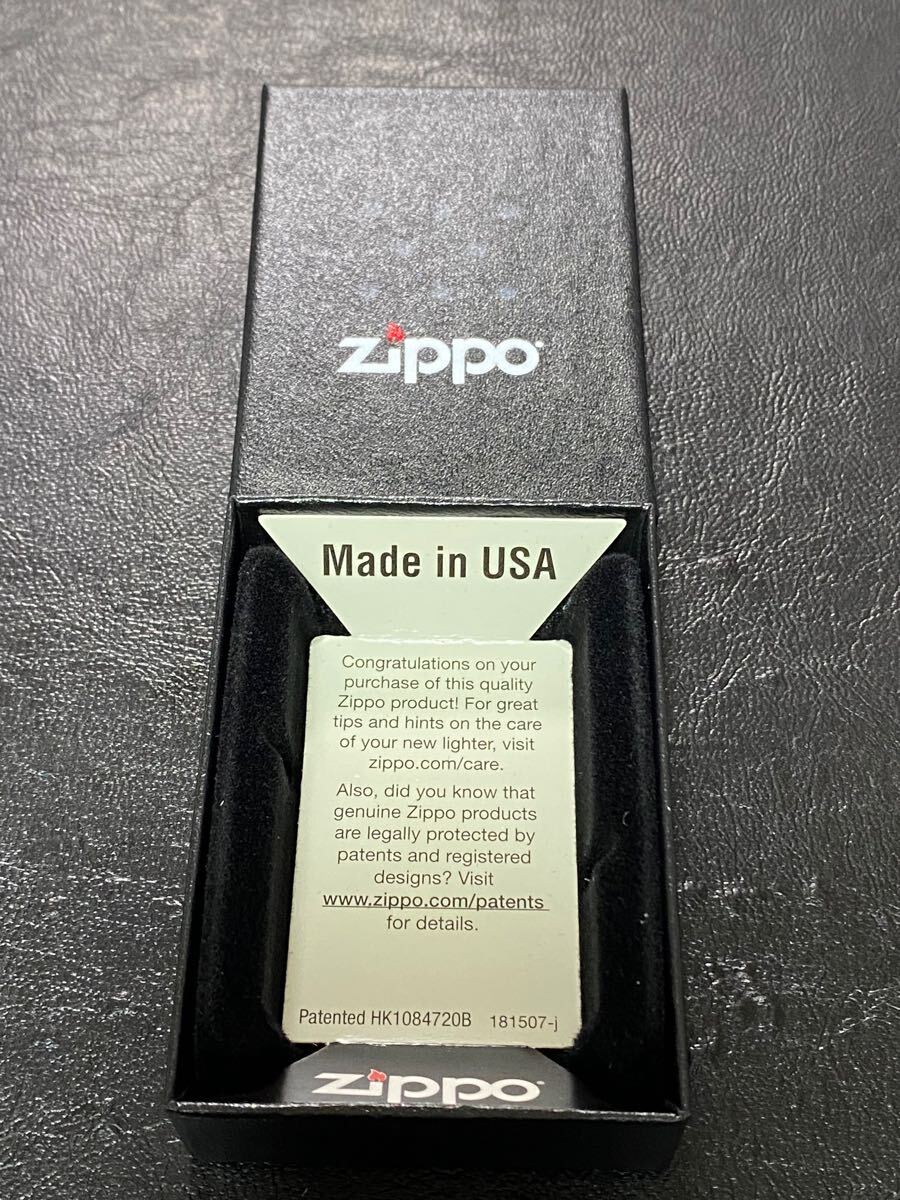 Zippo
Made in USA
Congratulations on your
purchase of this quality
Zippo product! For great
tips and hints on the care
of your new lighter, visit
zippo.com/care.
Also, did you know that
genuine Zippo products
are legally protected by
patents and registered
designs? Visit
www.zippo.com/patents
for details.
Patented HK1084720B 181507-j
Zippo